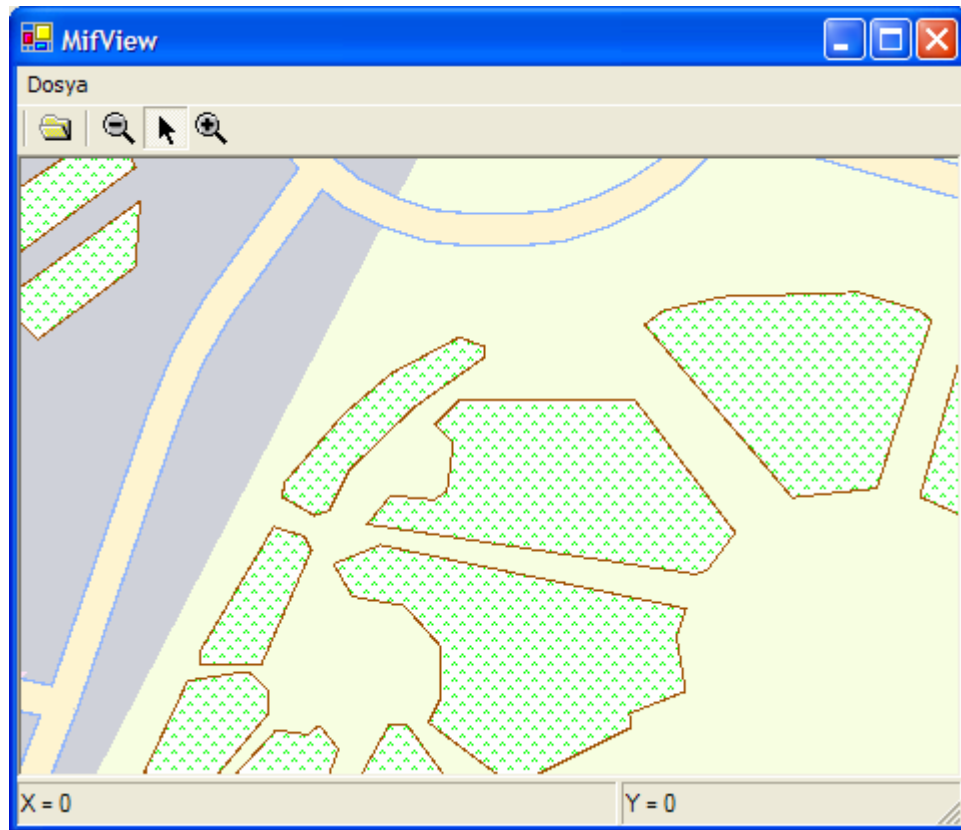 MifView
Dosya
X = 0
Y = 0